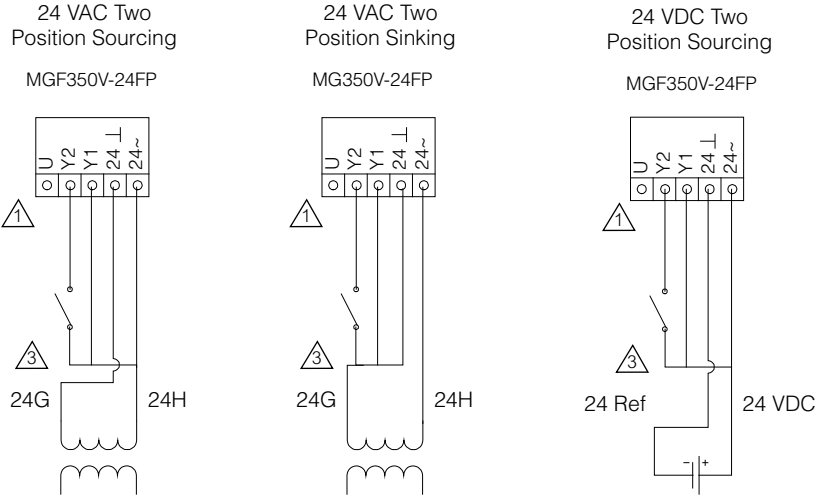 24 VAC Two
Position Sourcing
MGF350V-24FP
U Y2 Y1 24 ⊥ 24~
1
3
24G 24H
24 VAC Two
Position Sinking
MG350V-24FP
U Y2 Y1 24 ⊥ 24~
1
3
24G 24H
24 VDC Two
Position Sourcing
MGF350V-24FP
U Y2 Y1 24 ⊥ 24~
1
3
24 Ref 24 VDC
- +